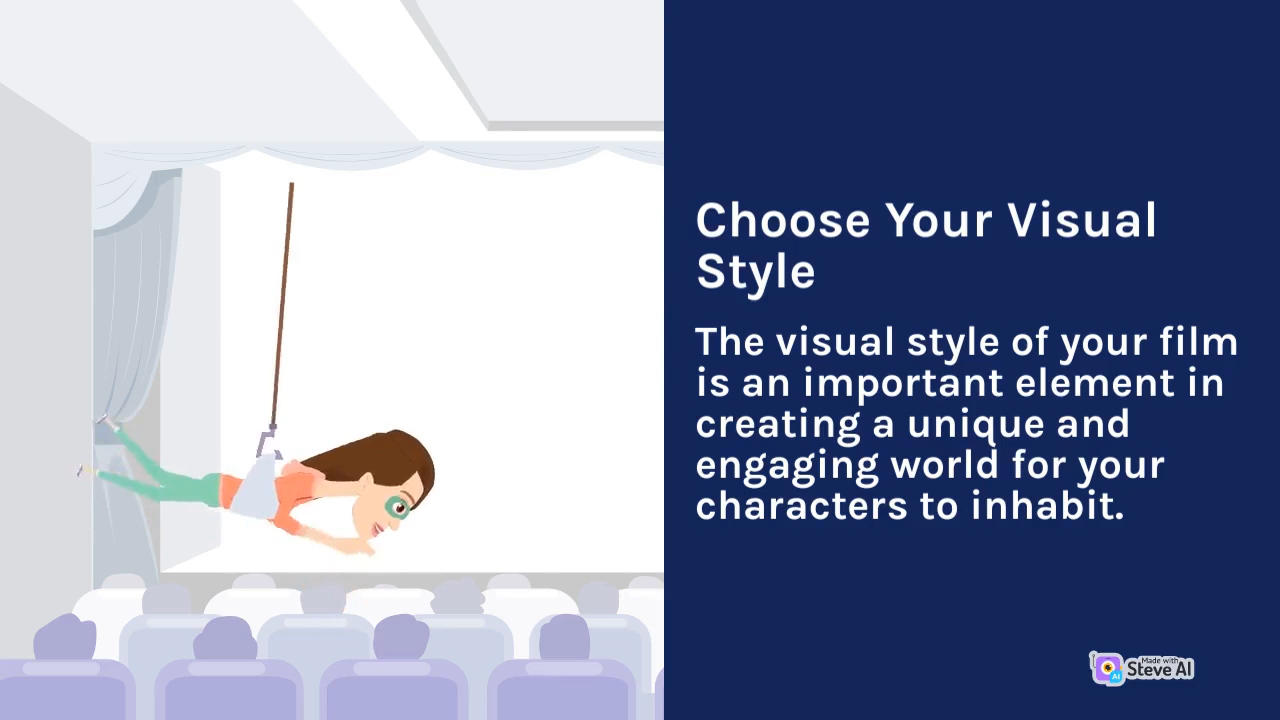 Choose Your Visual
Style
The visual style of your film
is an important element in
creating a unique and
engaging world for your
characters to inhabit.
Made with
Steve AI
AI